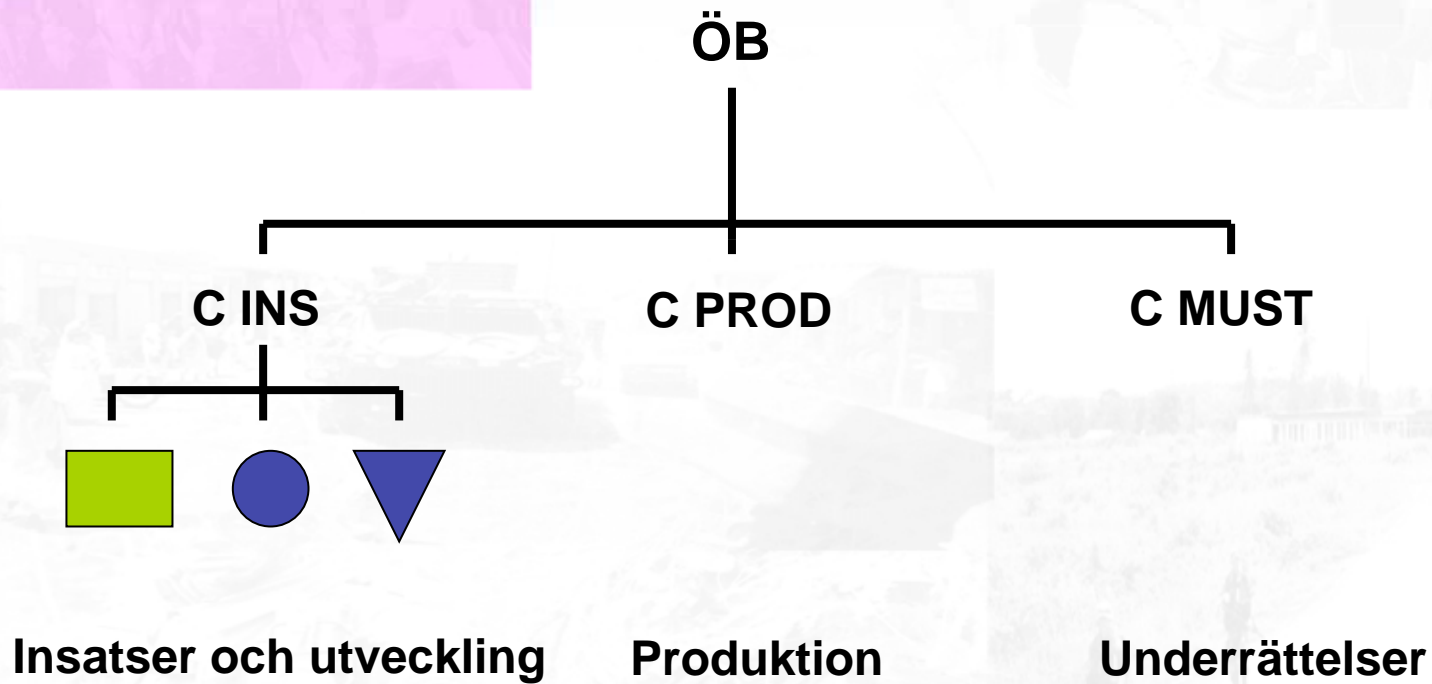 ÖB
C INS C PROD C MUST
Insatser och utveckling Produktion Underrättelser